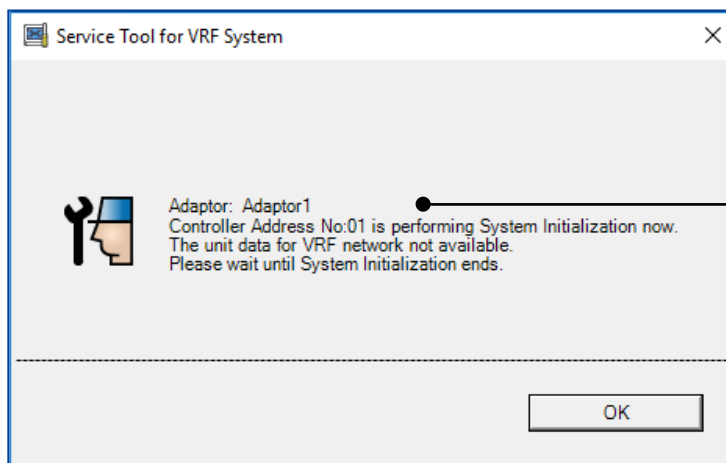 Service Tool for VRF System
Adaptor: Adaptor1
Controller Address No:01 is performing System Initialization now.
The unit data for VRF network not available.
Please wait until System Initialization ends.
OK